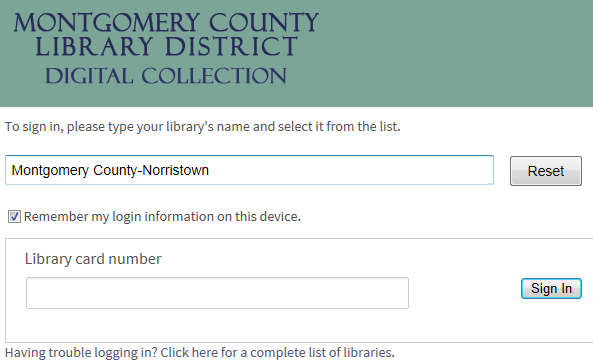 MONTGOMERY COUNTY
LIBRARY DISTRICT
DIGITAL COLLECTION
To sign in, please type your library's name and select it from the list.
Montgomery County-Norristown
Reset
Remember my login information on this device.
Library card number
Sign In
Having trouble logging in? Click here for a complete list of libraries.